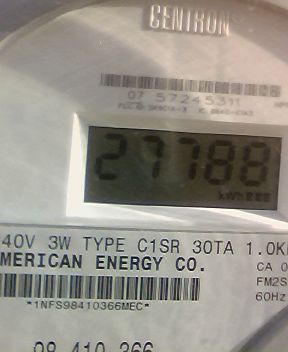 CENTRON
07 57245311
27788
kWh
40V 3W TYPE C1SR 30TA 1.0K
MERICAN ENERGY CO.
CA 0
FM2S
60Hz
*1NFS98410366MEC*
98 410 366